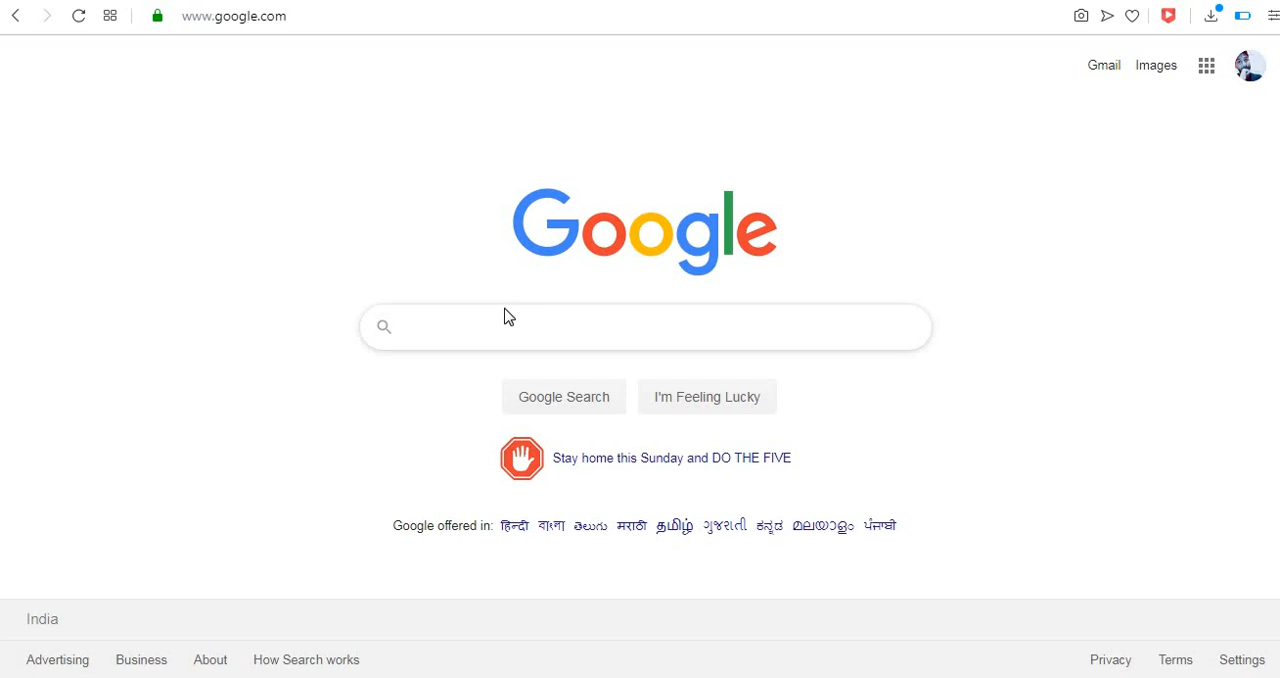 www.google.com
Gmail Images
Google
Google Search I'm Feeling Lucky
Stay home this Sunday and DO THE FIVE
Google offered in: हिन्दी বাংলা తెలుగు मराठी தமிழ் ગુજરાતી ಕನ್ನಡ മലയാളം ਪੰਜਾਬੀ
India
Advertising Business About How Search works Privacy Terms Settings